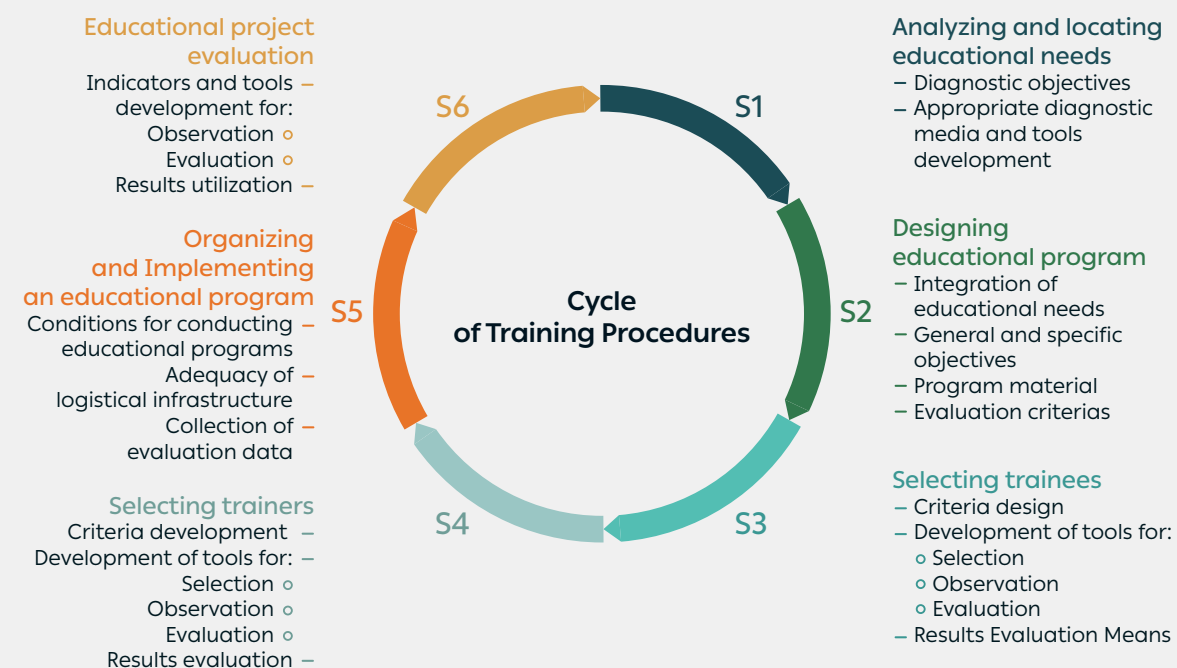 Educational project
evaluation
Indicators and tools –
development for:
Observation o
Evaluation o
Results utilization –
Organizing
and Implementing
an educational program
Conditions for conducting –
educational programs
Adequacy of –
logistical infrastructure
Collection of –
evaluation data
Selecting trainers
Criteria development –
Development of tools for: –
Selection o
Observation o
Evaluation o
Results evaluation –
S6
S1
S5
Cycle
of Training Procedures
S2
S4
S3
Analyzing and locating
educational needs
– Diagnostic objectives
– Appropriate diagnostic
media and tools
development
Designing
educational program
– Integration of
educational needs
– General and specific
objectives
– Program material
– Evaluation criterias
Selecting trainees
– Criteria design
– Development of tools for:
o Selection
o Observation
o Evaluation
– Results Evaluation Means